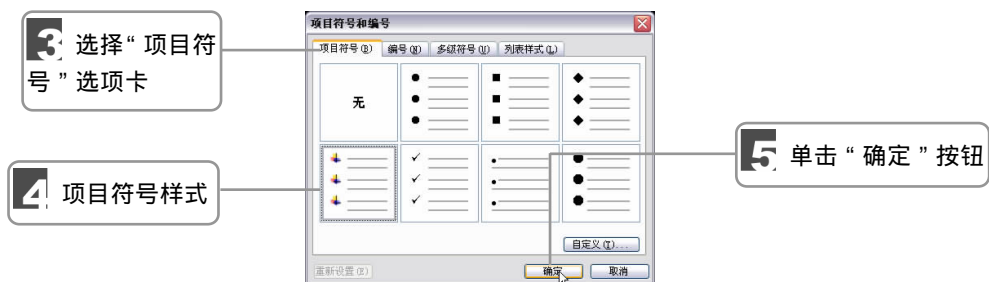 3 选择“项目符
号”选项卡
4 项目符号样式
项目符号和编号
项目符号(B) 编号(N) 多级符号(U) 列表样式(L)
无
自定义(T)...
重新设置(R) 确定 取消
5 单击“确定”按钮